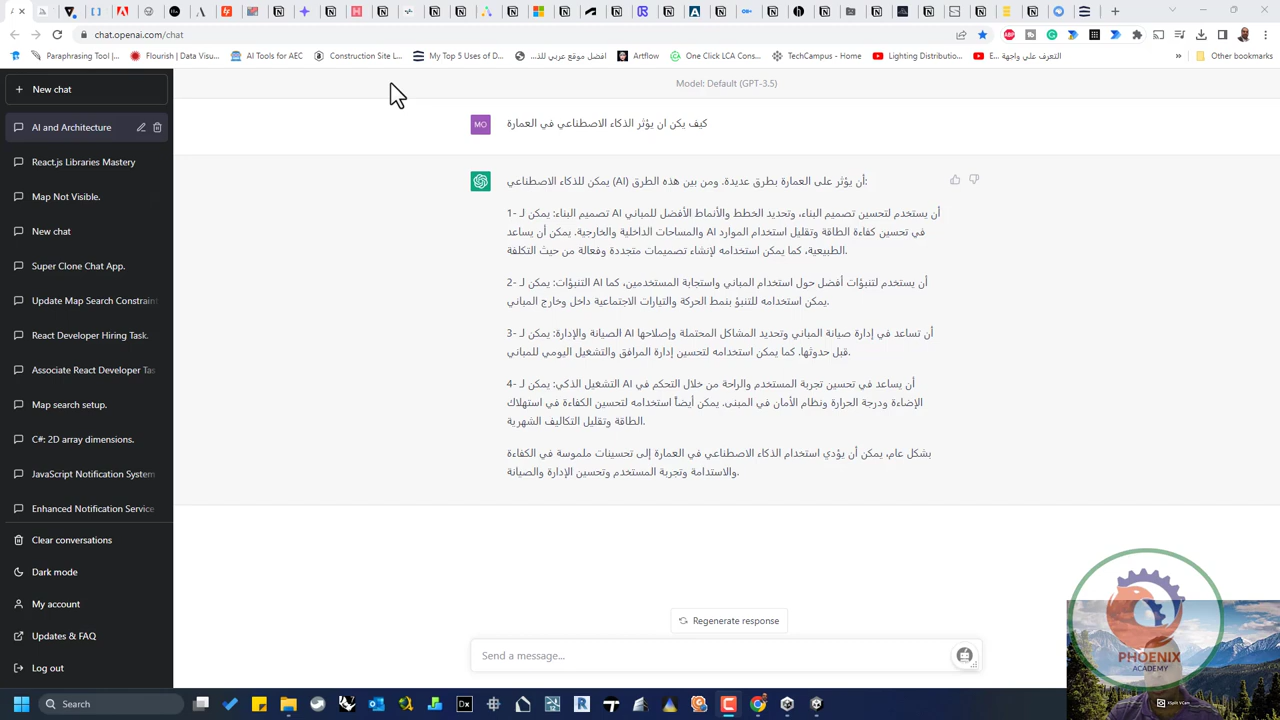 chat.openai.com/chat
Paraphrasing Tool |...
Flourish | Data Visu...
AI Tools for AEC
Construction Site L...
My Top 5 Uses of D...
افضل موقع عربي للذ...
Artflow
One Click LCA Cons...
TechCampus - Home
Lighting Distributio...
التعرف علي واجهة E...
Other bookmarks
New chat
Model: Default (GPT-3.5)
AI and Architecture
React.js Libraries Mastery
Map Not Visible.
New chat
Super Clone Chat App.
Update Map Search Constraint
React Developer Hiring Task.
Associate React Developer Tas
Map search setup.
C#: 2D array dimensions.
JavaScript Notification System
Enhanced Notification Service
Clear conversations
Dark mode
My account
Updates & FAQ
Log out
MO
كيف يكن ان يؤثر الذكاء الاصطناعي في العمارة
أن يؤثر على العمارة بطرق عديدة. ومن بين هذه الطرق (AI) يمكن للذكاء الاصطناعي:
1- أن يستخدم لتحسين تصميم البناء، وتحديد الخطط والأنماط الأفضل للمباني AI تصميم البناء: يمكن لـ
والمساحات الداخلية والخارجية. يمكن أن يساعد AI في تحسين كفاءة الطاقة وتقليل استخدام الموارد
الطبيعية، كما يمكن استخدامه لإنشاء تصميمات متجددة وفعالة من حيث التكلفة.
2- أن يستخدم لتنبؤات أفضل حول استخدام المباني واستجابة المستخدمين، كما AI التنبؤات: يمكن لـ
يمكن استخدامه للتنبؤ بنمط الحركة والتيارات الاجتماعية داخل وخارج المباني.
3- أن تساعد في إدارة صيانة المباني وتحديد المشاكل المحتملة وإصلاحها AI الصيانة والإدارة: يمكن لـ
قبل حدوثها. كما يمكن استخدامه لتحسين إدارة المرافق والتشغيل اليومي للمباني.
4- أن يساعد في تحسين تجربة المستخدم والراحة من خلال التحكم في AI التشغيل الذكي: يمكن لـ
الإضاءة ودرجة الحرارة ونظام الأمان في المبنى. يمكن أيضاً استخدامه لتحسين الكفاءة في استهلاك
الطاقة وتقليل التكاليف الشهرية.
بشكل عام، يمكن أن يؤدي استخدام الذكاء الاصطناعي في العمارة إلى تحسينات ملموسة في الكفاءة
والاستدامة وتجربة المستخدم وتحسين الإدارة والصيانة.
Regenerate response
Send a message...
PHOENIX
ACADEMY
XSplit VCam
Search